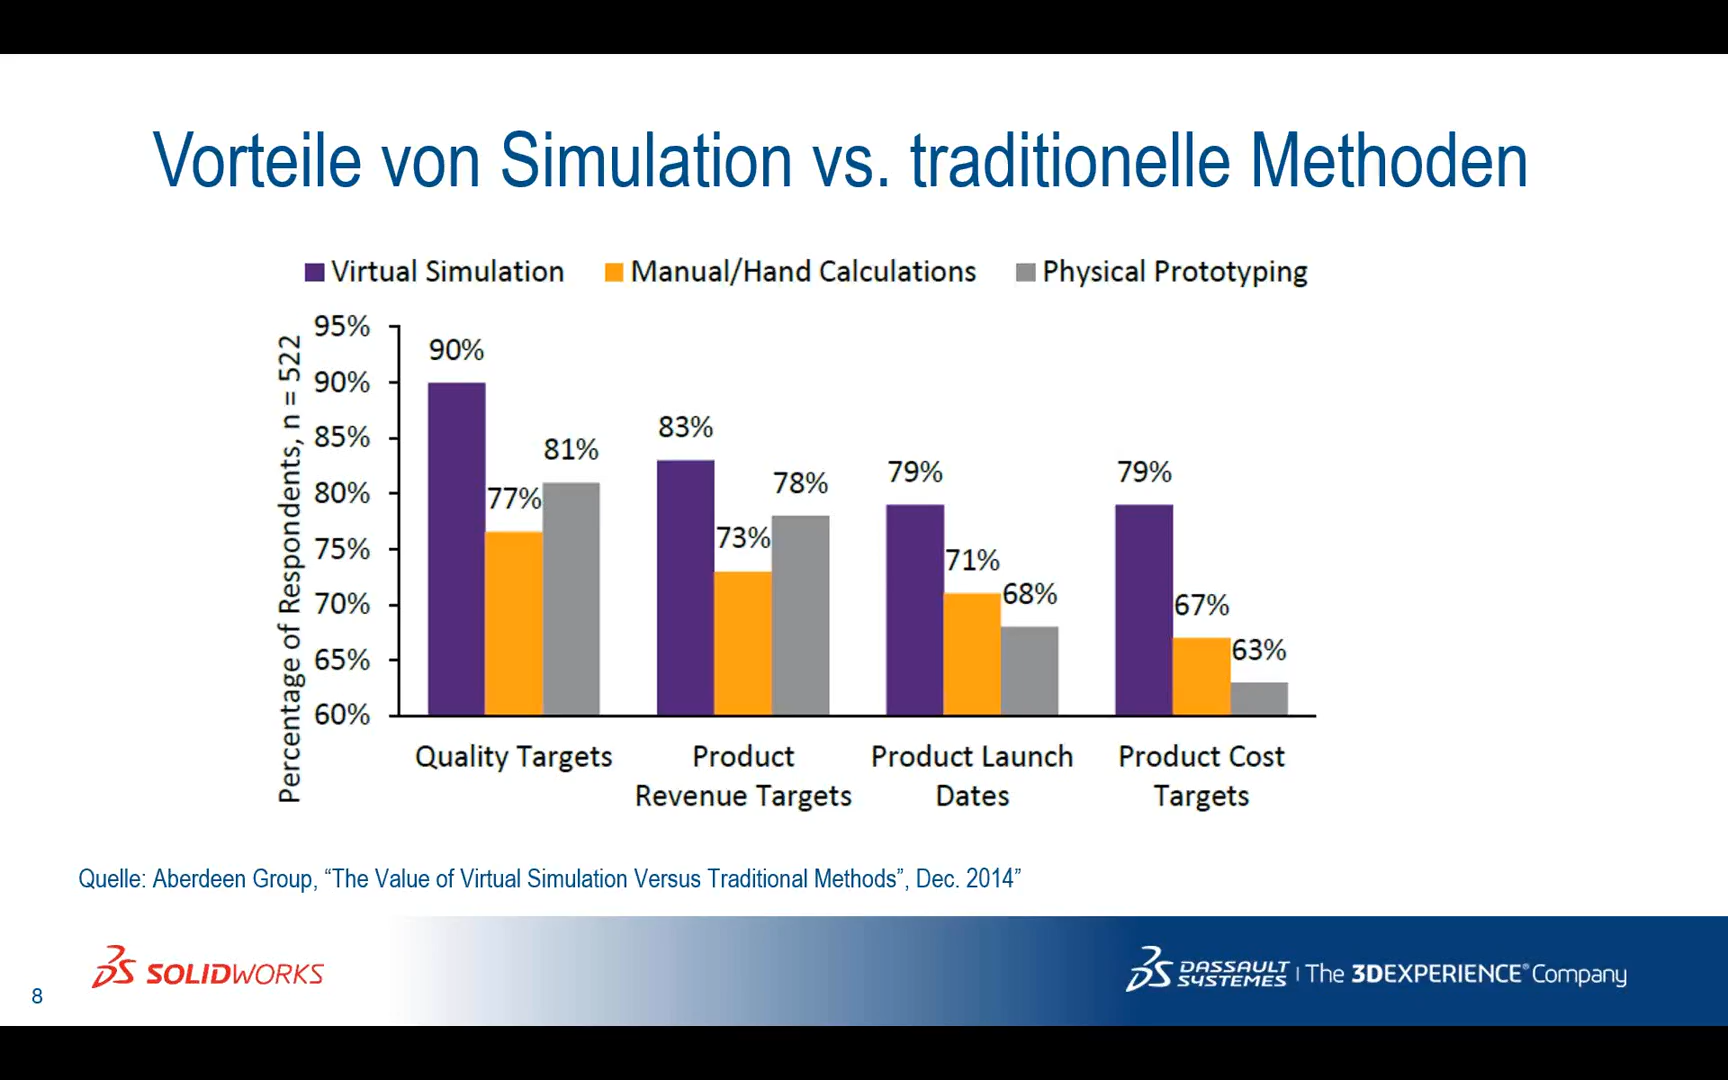 Vorteile von Simulation vs. traditionelle Methoden
Virtual Simulation Manual/Hand Calculations Physical Prototyping
Percentage of Respondents, n = 522
95%
90%
85%
80%
75%
70%
65%
60%
90%
77%
81%
83%
73%
78%
79%
71%
68%
79%
67%
63%
Quality Targets
Product
Revenue Targets
Product Launch
Dates
Product Cost
Targets
Quelle: Aberdeen Group, “The Value of Virtual Simulation Versus Traditional Methods”, Dec. 2014”
8
SOLIDWORKS
DASSAULT
SYSTEMES
The 3DEXPERIENCE® Company